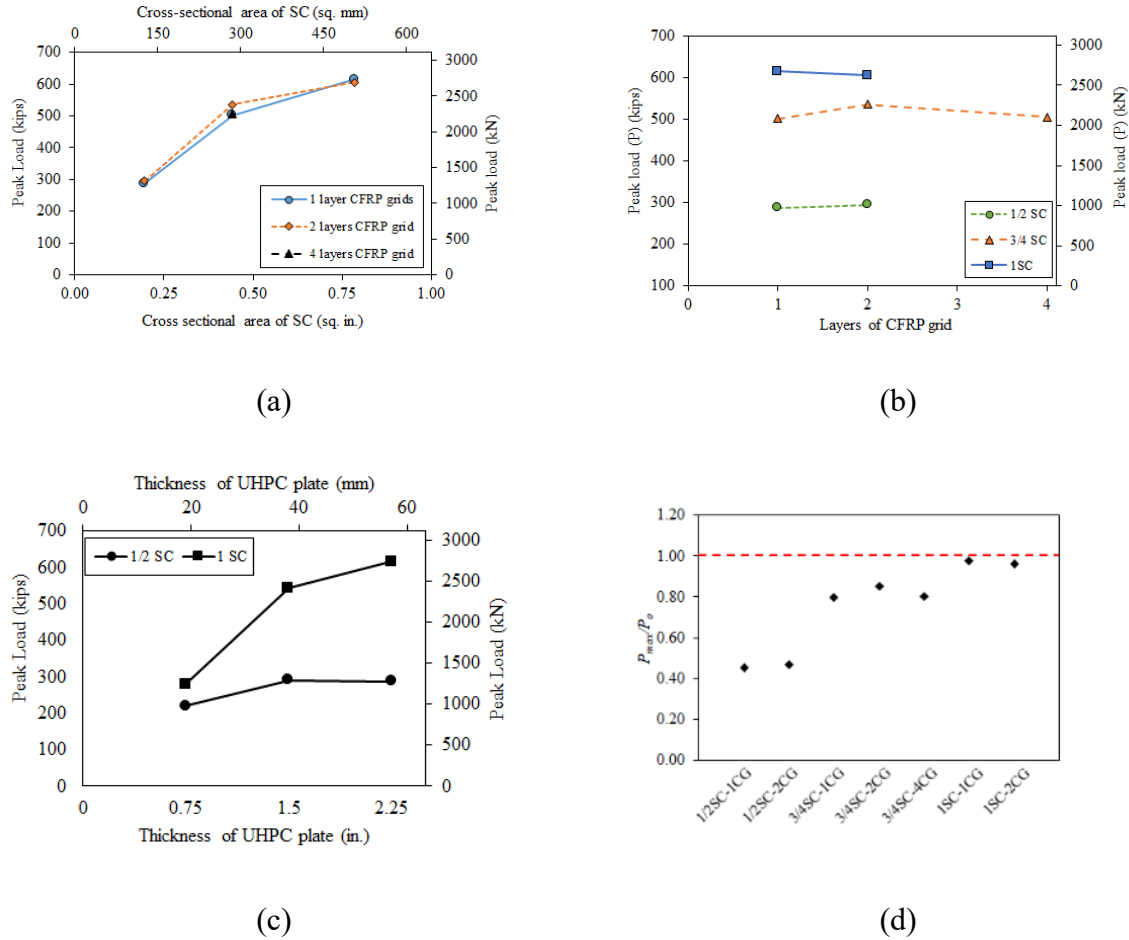 Cross-sectional area of SC (sq. mm)
0 100 200 300 400 500 600
700
600
500
400
300
200
100
0
Peak Load (kips)
3000
2500
2000
1500
1000
500
0
Peak load (kN)
1 layer CFRP grids
2 layers CFRP grid
4 layers CFRP grid
0.00 0.25 0.50 0.75 1.00
Cross sectional area of SC (sq. in.)
(a)
700
600
500
400
300
200
100
Peak load (P) (kips)
3000
2500
2000
1500
1000
500
0
Peak load (P) (kN)
1/2 SC
3/4 SC
1SC
0 1 2 3 4
Layers of CFRP grid
(b)
Thickness of UHPC plate (mm)
0 20 40 60
700
600
500
400
300
200
100
0
Peak Load (kips)
3000
2500
2000
1500
1000
500
0
Peak Load (kN)
1/2 SC 1 SC
0 0.75 1.5 2.25
Thickness of UHPC plate (in.)
(c)
1.20
1.00
0.80
0.60
0.40
0.20
0.00
Pmax/Po
1/2SC-1CG
1/2SC-2CG
3/4SC-1CG
3/4SC-2CG
3/4SC-4CG
1SC-1CG
1SC-2CG
(d)